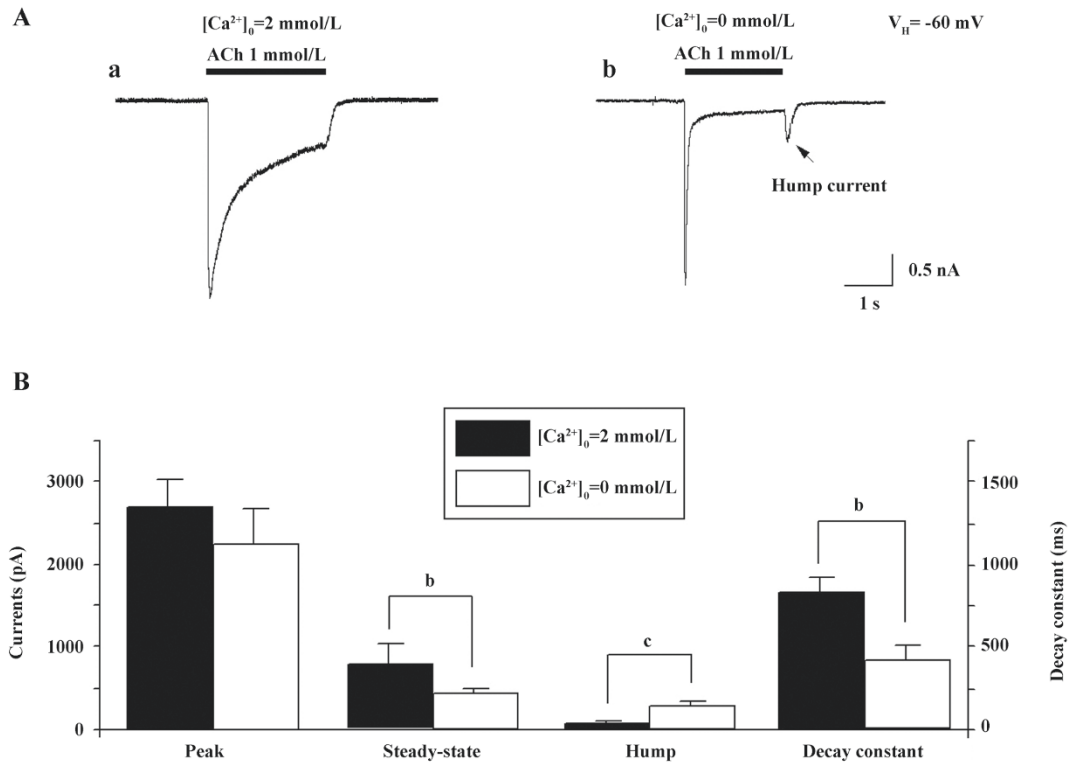 A
[Ca²⁺]₀=2 mmol/L
ACh 1 mmol/L
a
[Ca²⁺]₀=0 mmol/L
ACh 1 mmol/L
b
V_H= -60 mV
Hump current
0.5 nA
1 s
B
[Ca²⁺]₀=2 mmol/L
[Ca²⁺]₀=0 mmol/L
Currents (pA)
3000
2000
1000
0
b
c
b
1500
1000
500
0
Decay constant (ms)
Peak
Steady-state
Hump
Decay constant